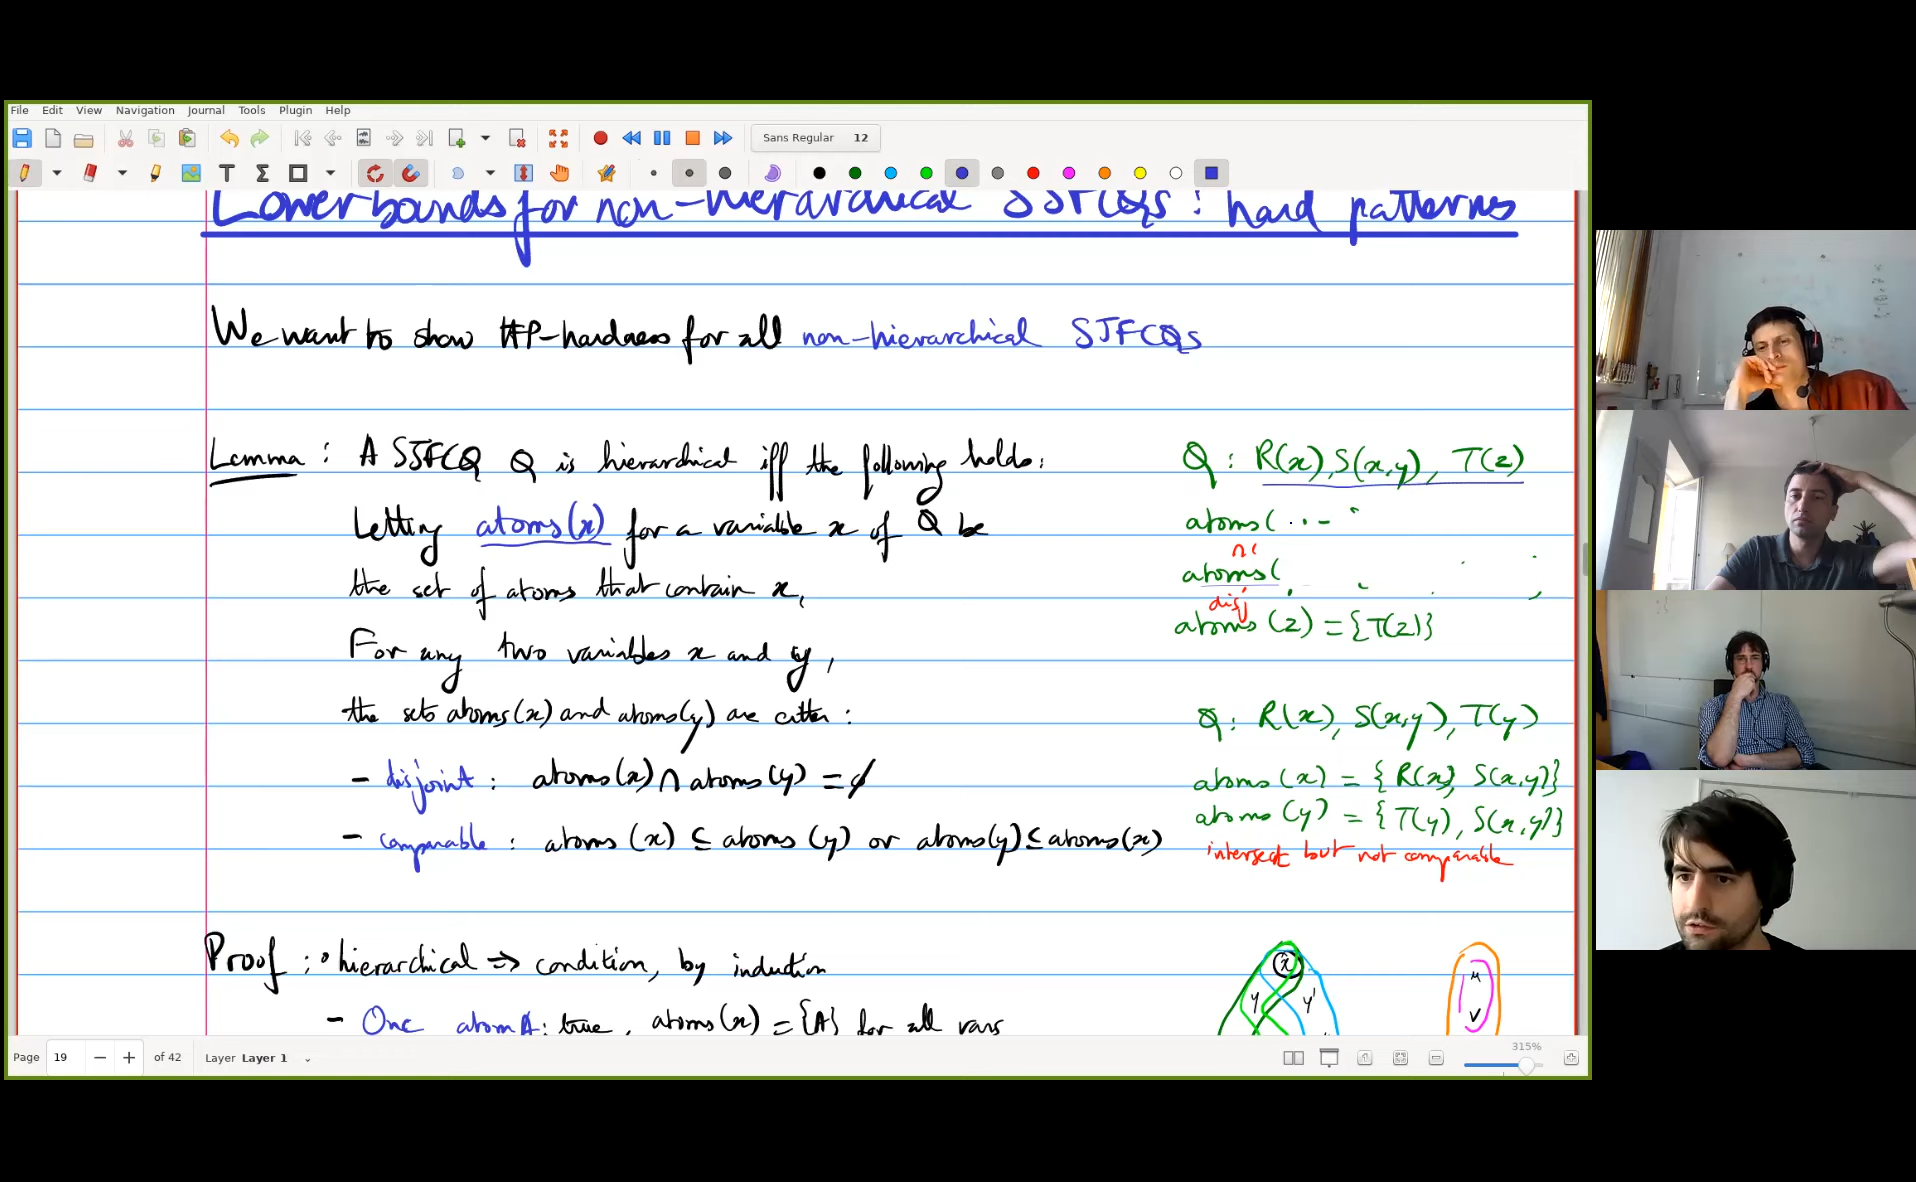 File Edit View Navigation Journal Tools Plugin Help
Sans Regular 12
Lower bounds for non-hierarchical SJFCQs : hard patterns
We want to show #P-hardness for all non-hierarchical SJFCQs
Lemma : A SJFCQ Q is hierarchical iff the following holds:
Letting atoms(x) for a variable x of Q be
the set of atoms that contain x,
For any two variables x and y,
the sets atoms(x) and atoms(y) are either :
- disjoint : atoms(x) ∩ atoms(y) = ∅
- comparable : atoms(x) ⊆ atoms(y) or atoms(y) ⊆ atoms(x)
Q : R(x), S(x,y), T(z)
atoms(
atoms(
disj
atoms(z) = {T(z)}
Q : R(x), S(x,y), T(y)
atoms(x) = {R(x), S(x,y)}
atoms(y) = {T(y), S(x,y)}
intersect but not comparable
Proof : • hierarchical => condition, by induction
- One atom A : true, atoms(x) = {A} for all vars
x
y y'
u
v
Page 19 of 42 Layer Layer 1 315%